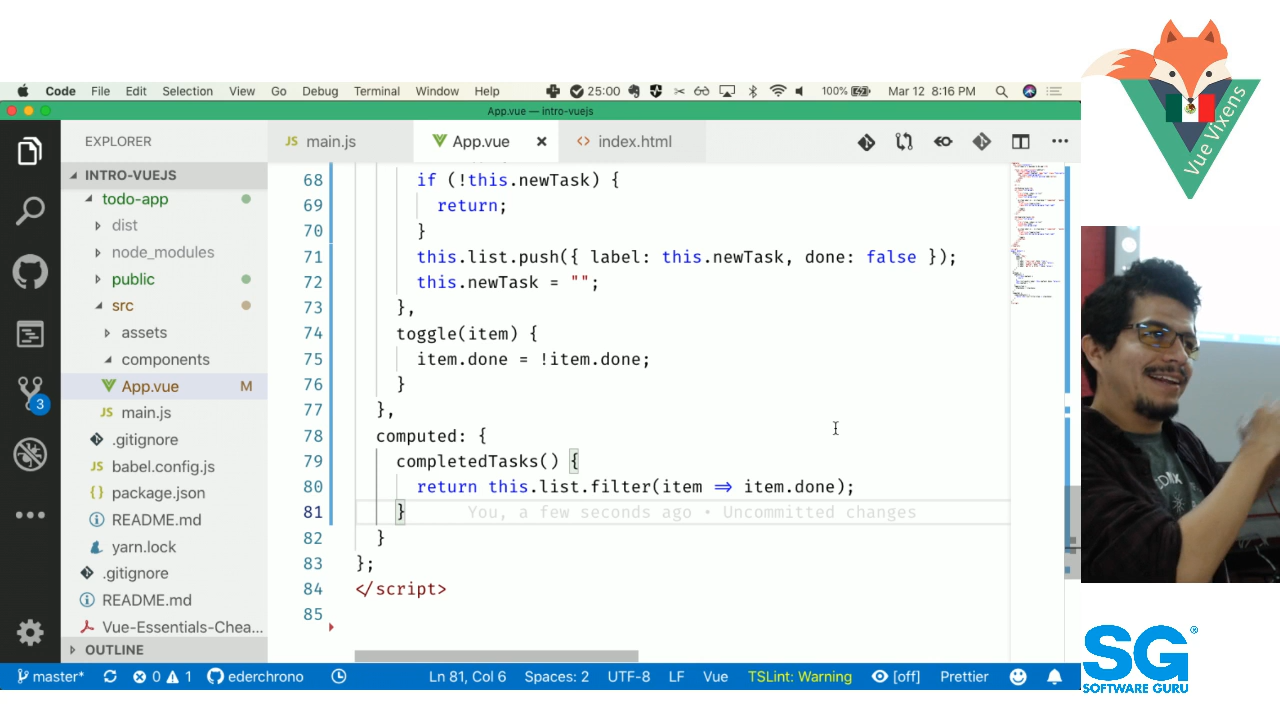 Code File Edit Selection View Go Debug Terminal Window Help 25:00 100% Mar 12 8:16 PM
App.vue — intro-vuejs
EXPLORER
JS main.js
App.vue
<> index.html
INTRO-VUEJS
todo-app
dist
node_modules
public
src
assets
components
App.vue M
JS main.js
.gitignore
babel.config.js
package.json
README.md
yarn.lock
.gitignore
README.md
Vue-Essentials-Chea...
OUTLINE
3
68 if (!this.newTask) {
69 return;
70 }
71 this.list.push({ label: this.newTask, done: false });
72 this.newTask = "";
73 },
74 toggle(item) {
75 item.done = !item.done;
76 }
77 },
78 computed: {
79 completedTasks() {
80 return this.list.filter(item => item.done);
81 } You, a few seconds ago • Uncommitted changes
82 }
83 };
84 </script>
85
master* 0 1 ederchrono Ln 81, Col 6 Spaces: 2 UTF-8 LF Vue TSLint: Warning [off] Prettier
Vue Vixens
SG®
SOFTWARE GURU